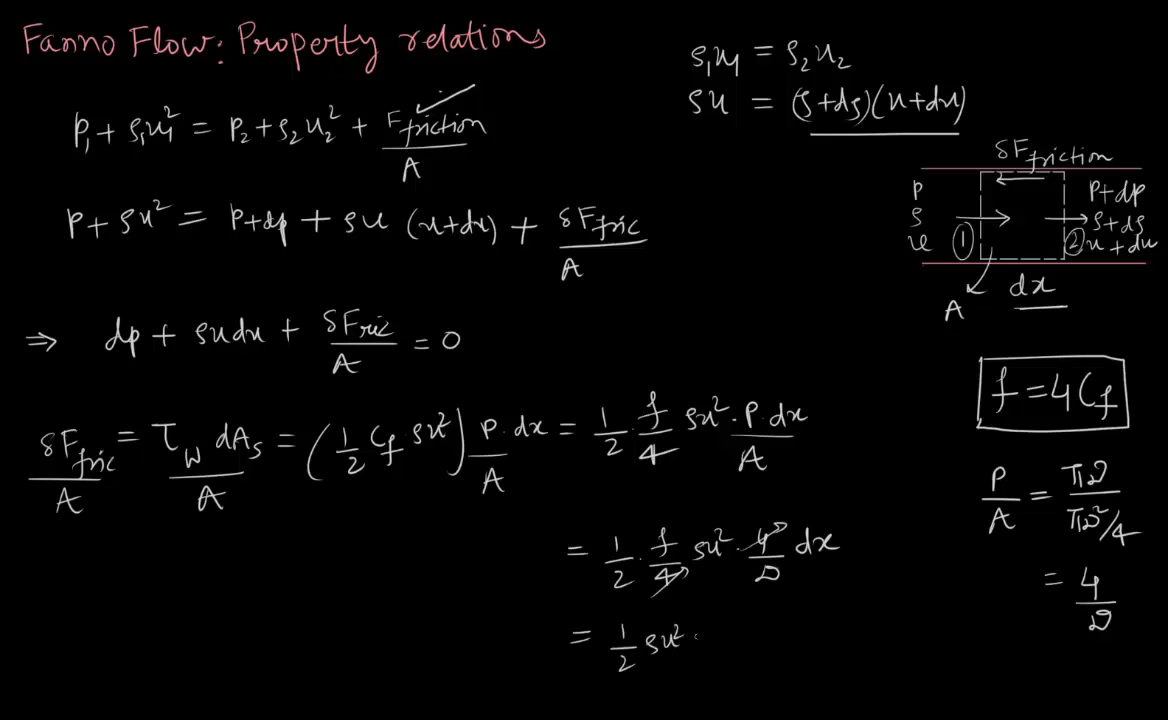 Fanno Flow: Property relations
p₁ + ρ₁u₁² = p₂ + ρ₂u₂² + F_friction/A
p + ρu² = p+dp + ρu (u+du) + δF_fric/A
⇒ dp + ρudu + δF_fric/A = 0
δF_fric/A = τ_w dA_s/A = (1/2 C_f ρu²) P.dx/A = 1/2 . f/4 ρu² . P.dx/A
= 1/2 . f/4 ρu² . 4/D dx
= 1/2 ρu² .
ρ₁u₁ = ρ₂u₂
ρu = (ρ+dρ)(u+du)
δF_friction
p
ρ
u
1
p+dp
ρ+dρ
2 u+du
A
dx
f = 4C_f
P/A = πD/πD²/4
= 4/D